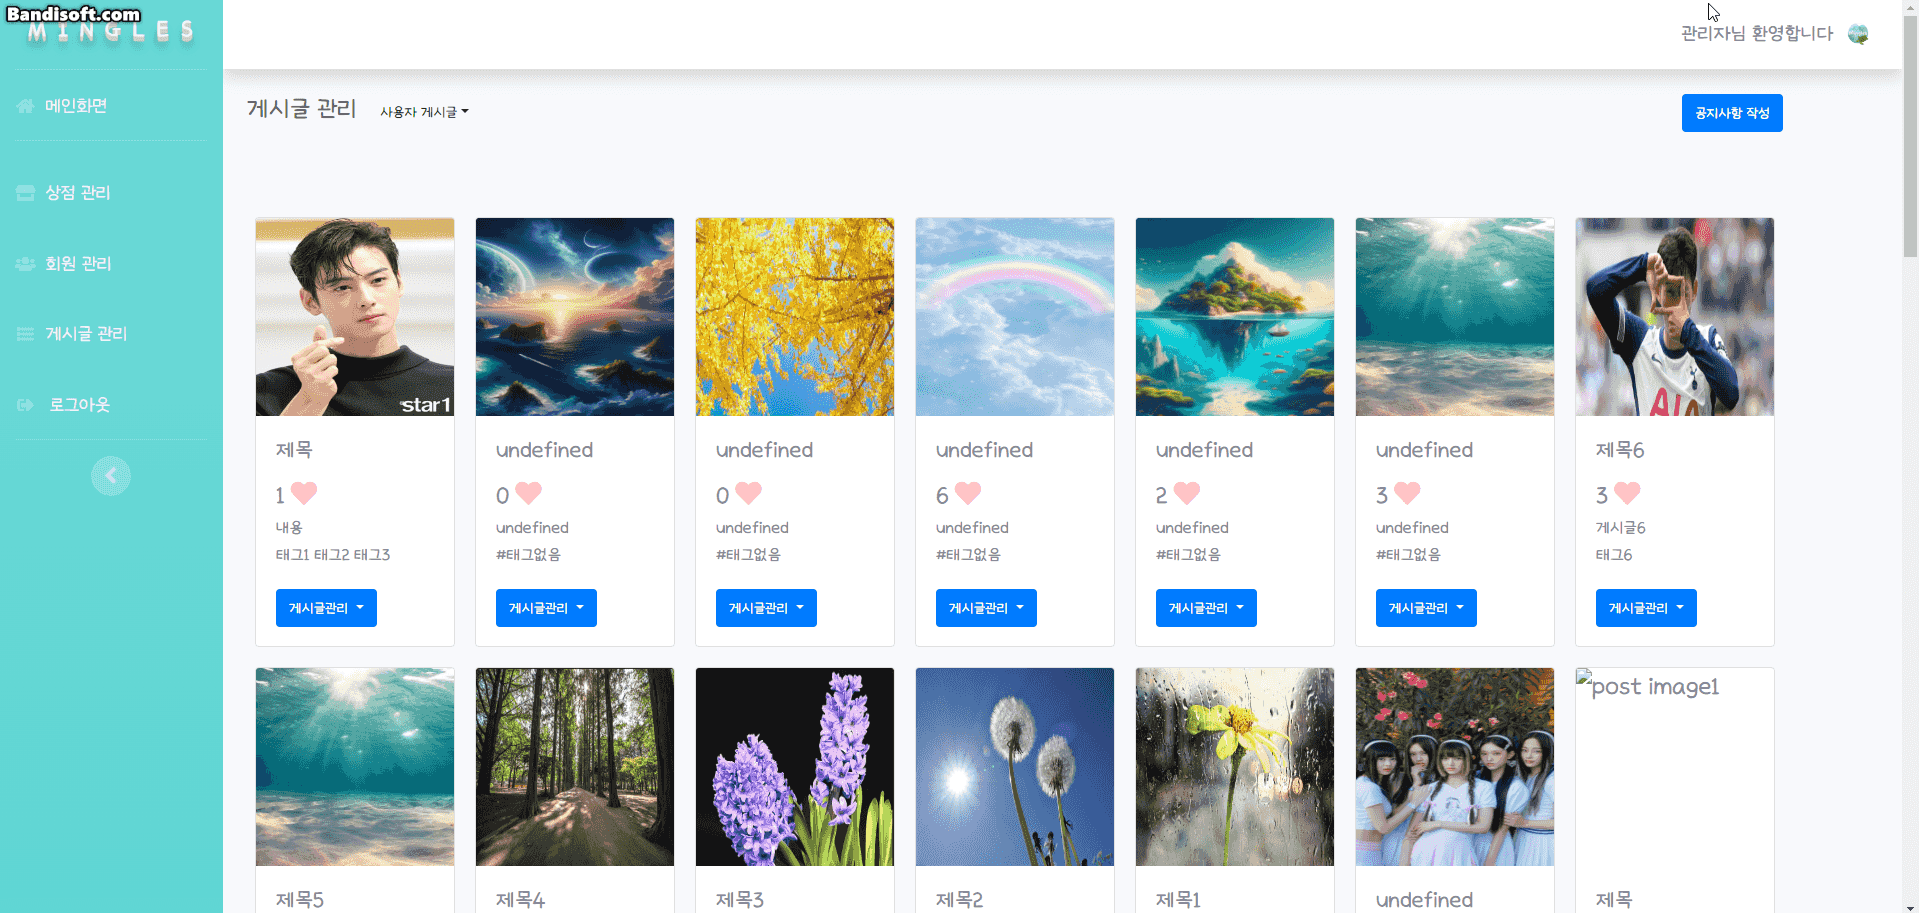 Bandisoft.com
MINGLES
관리자님 환영합니다
메인화면
상점 관리
회원 관리
게시글 관리
로그아웃
게시글 관리
사용자 게시글
공지사항 작성
star1
제목
1
내용
태그1 태그2 태그3
게시글관리
undefined
0
undefined
#태그없음
게시글관리
undefined
0
undefined
#태그없음
게시글관리
undefined
6
undefined
#태그없음
게시글관리
undefined
2
undefined
#태그없음
게시글관리
undefined
3
undefined
#태그없음
게시글관리
AIA
제목6
3
게시글6
태그6
게시글관리
제목5
제목4
제목3
제목2
제목1
undefined
post image1
제목